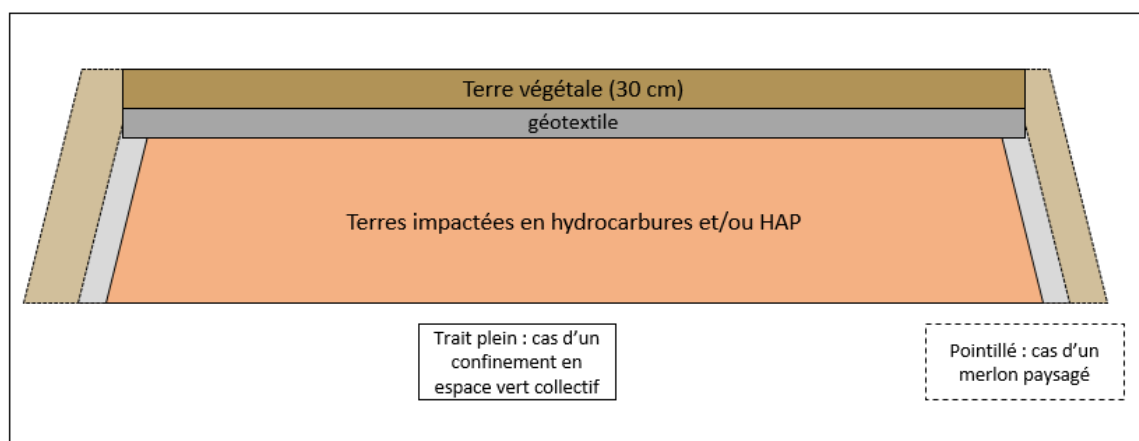 Terre végétale (30 cm)
géotextile
Terres impactées en hydrocarbures et/ou HAP
Trait plein : cas d'un
confinement en
espace vert collectif
Pointillé : cas d'un
merlon paysagé